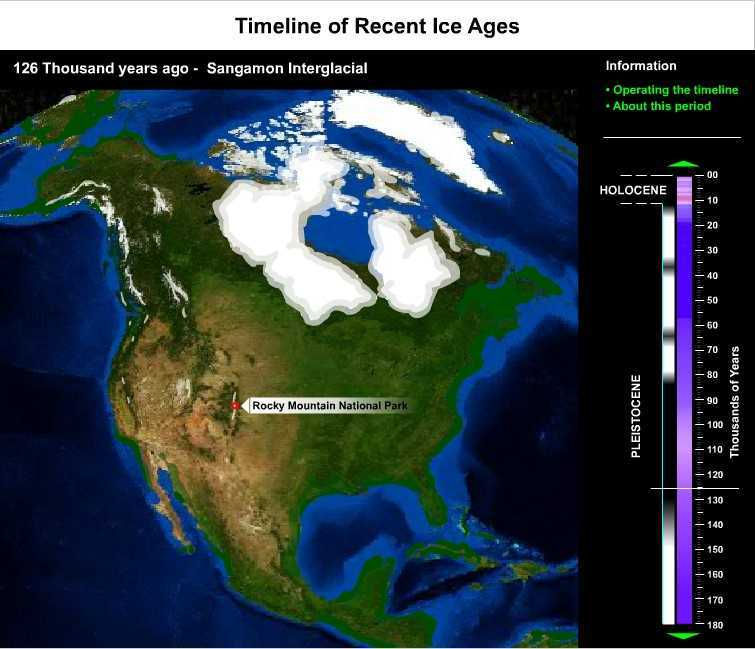 Timeline of Recent Ice Ages
126 Thousand years ago - Sangamon Interglacial
Information
• Operating the timeline
• About this period
HOLOCENE
PLEISTOCENE
Rocky Mountain National Park
00
10
20
30
40
50
60
70
80
90
100
110
120
130
140
150
160
170
180
Thousands of Years